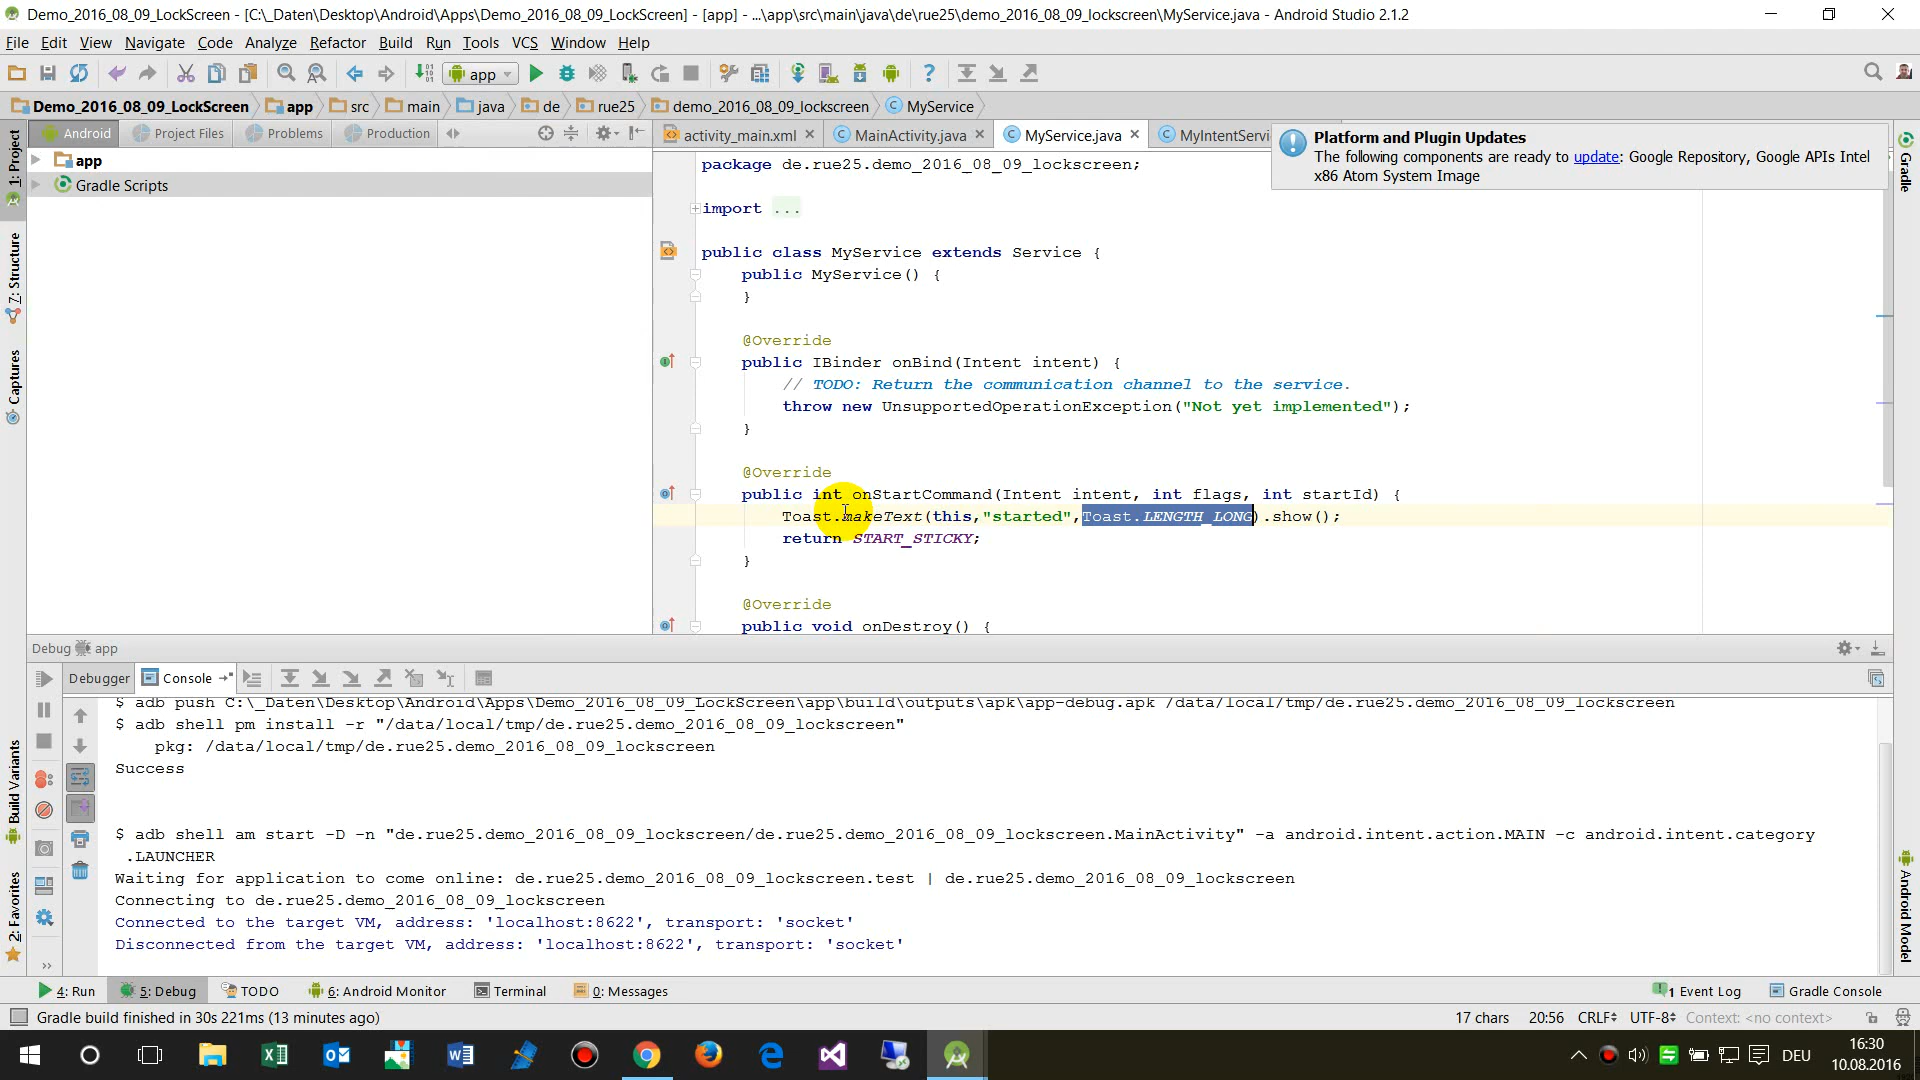 Demo_2016_08_09_LockScreen - [C:\_Daten\Desktop\Android\Apps\Demo_2016_08_09_LockScreen] - [app] - ...\app\src\main\java\de\rue25\demo_2016_08_09_lockscreen\MyService.java - Android Studio 2.1.2
File Edit View Navigate Code Analyze Refactor Build Run Tools VCS Window Help
app
Demo_2016_08_09_LockScreen app src main java de rue25 demo_2016_08_09_lockscreen MyService
Android Project Files Problems Production
activity_main.xml MainActivity.java MyService.java MyIntentServi
Platform and Plugin Updates
The following components are ready to update: Google Repository, Google APIs Intel
x86 Atom System Image
app
Gradle Scripts
1: Project
7: Structure
Captures
Build Variants
2: Favorites
Gradle
Android Model
package de.rue25.demo_2016_08_09_lockscreen;
import ...
public class MyService extends Service {
public MyService() {
}
@Override
public IBinder onBind(Intent intent) {
// TODO: Return the communication channel to the service.
throw new UnsupportedOperationException("Not yet implemented");
}
@Override
public int onStartCommand(Intent intent, int flags, int startId) {
Toast.makeText(this,"started",Toast.LENGTH_LONG).show();
return START_STICKY;
}
@Override
public void onDestroy() {
Debug app
Debugger Console
$ adb push C:\_Daten\Desktop\Android\Apps\Demo_2016_08_09_LockScreen\app\build\outputs\apk\app-debug.apk /data/local/tmp/de.rue25.demo_2016_08_09_lockscreen
$ adb shell pm install -r "/data/local/tmp/de.rue25.demo_2016_08_09_lockscreen"
pkg: /data/local/tmp/de.rue25.demo_2016_08_09_lockscreen
Success
$ adb shell am start -D -n "de.rue25.demo_2016_08_09_lockscreen/de.rue25.demo_2016_08_09_lockscreen.MainActivity" -a android.intent.action.MAIN -c android.intent.category
.LAUNCHER
Waiting for application to come online: de.rue25.demo_2016_08_09_lockscreen.test | de.rue25.demo_2016_08_09_lockscreen
Connecting to de.rue25.demo_2016_08_09_lockscreen
Connected to the target VM, address: 'localhost:8622', transport: 'socket'
Disconnected from the target VM, address: 'localhost:8622', transport: 'socket'
4: Run 5: Debug TODO 6: Android Monitor Terminal 0: Messages 1 Event Log Gradle Console
Gradle build finished in 30s 221ms (13 minutes ago) 17 chars 20:56 CRLF UTF-8 Context: <no context>
DEU
16:30
10.08.2016